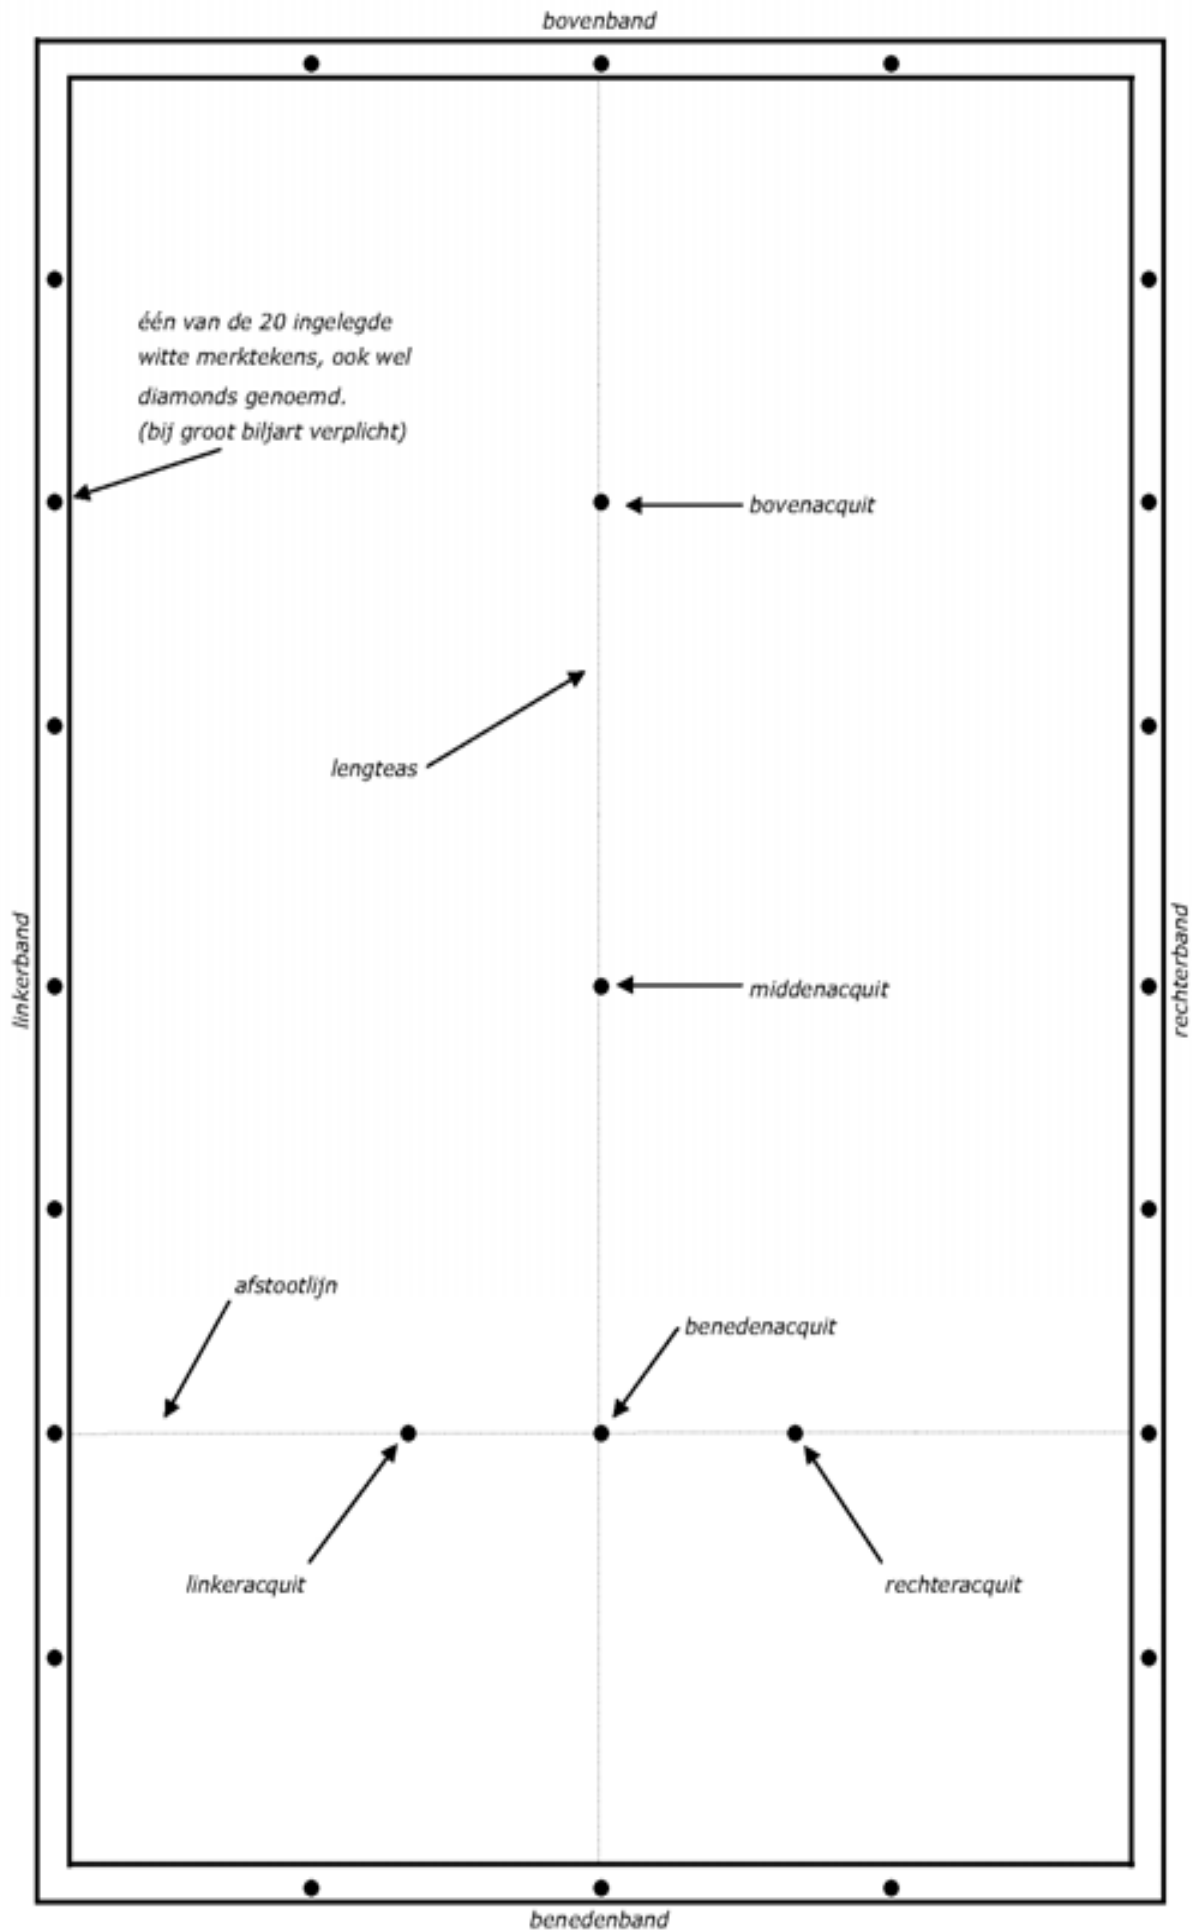 bovenband
één van de 20 ingelegde
witte merktekens, ook wel
diamonds genoemd.
(bij groot biljart verplicht)
bovenacquit
lengteas
linkerband
rechterband
middenacquit
afstootlijn
benedenacquit
linkeracquit
rechteracquit
benedenband